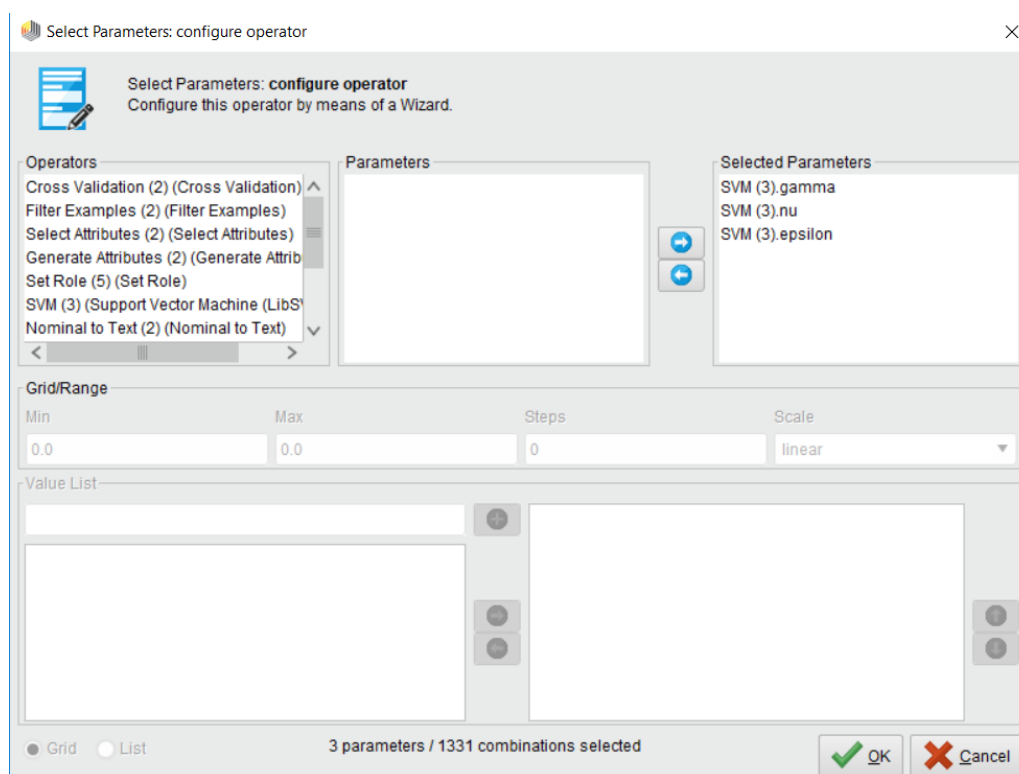 Select Parameters: configure operator
Select Parameters: configure operator
Configure this operator by means of a Wizard.
Operators
Parameters
Selected Parameters
Cross Validation (2) (Cross Validation)
Filter Examples (2) (Filter Examples)
Select Attributes (2) (Select Attributes)
Generate Attributes (2) (Generate Attrib
Set Role (5) (Set Role)
SVM (3) (Support Vector Machine (LibS
Nominal to Text (2) (Nominal to Text)
SVM (3).gamma
SVM (3).nu
SVM (3).epsilon
Grid/Range
Min
Max
Steps
Scale
0.0
0.0
0
linear
Value List
Grid
List
3 parameters / 1331 combinations selected
OK
Cancel